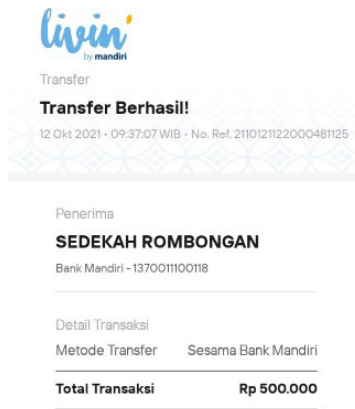 livin'
by mandiri
Transfer
Transfer Berhasil!
12 Okt 2021 • 09:37:07 WIB • No. Ref. 2110121122000481125
Penerima
SEDEKAH ROMBONGAN
Bank Mandiri - 1370011100118
Detail Transaksi
Metode Transfer Sesama Bank Mandiri
Total Transaksi Rp 500.000